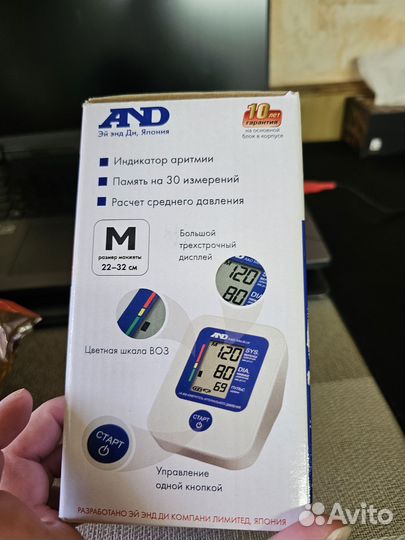 AND
Эй энд Ди, Япония
10 лет
гарантия
на основной
блок в корпусе
Индикатор аритмии
Память на 30 измерений
Расчет среднего давления
M
размер манжеты
22–32 см
Большой
трехстрочный
дисплей
120
80
Цветная шкала ВОЗ
AND
120
SYS.
80
DIA.
69
ПУЛЬС
СТАРТ
СТАРТ
Управление
одной кнопкой
РАЗРАБОТАНО ЭЙ ЭНД ДИ КОМПАНИ ЛИМИТЕД, ЯПОНИЯ
Avito